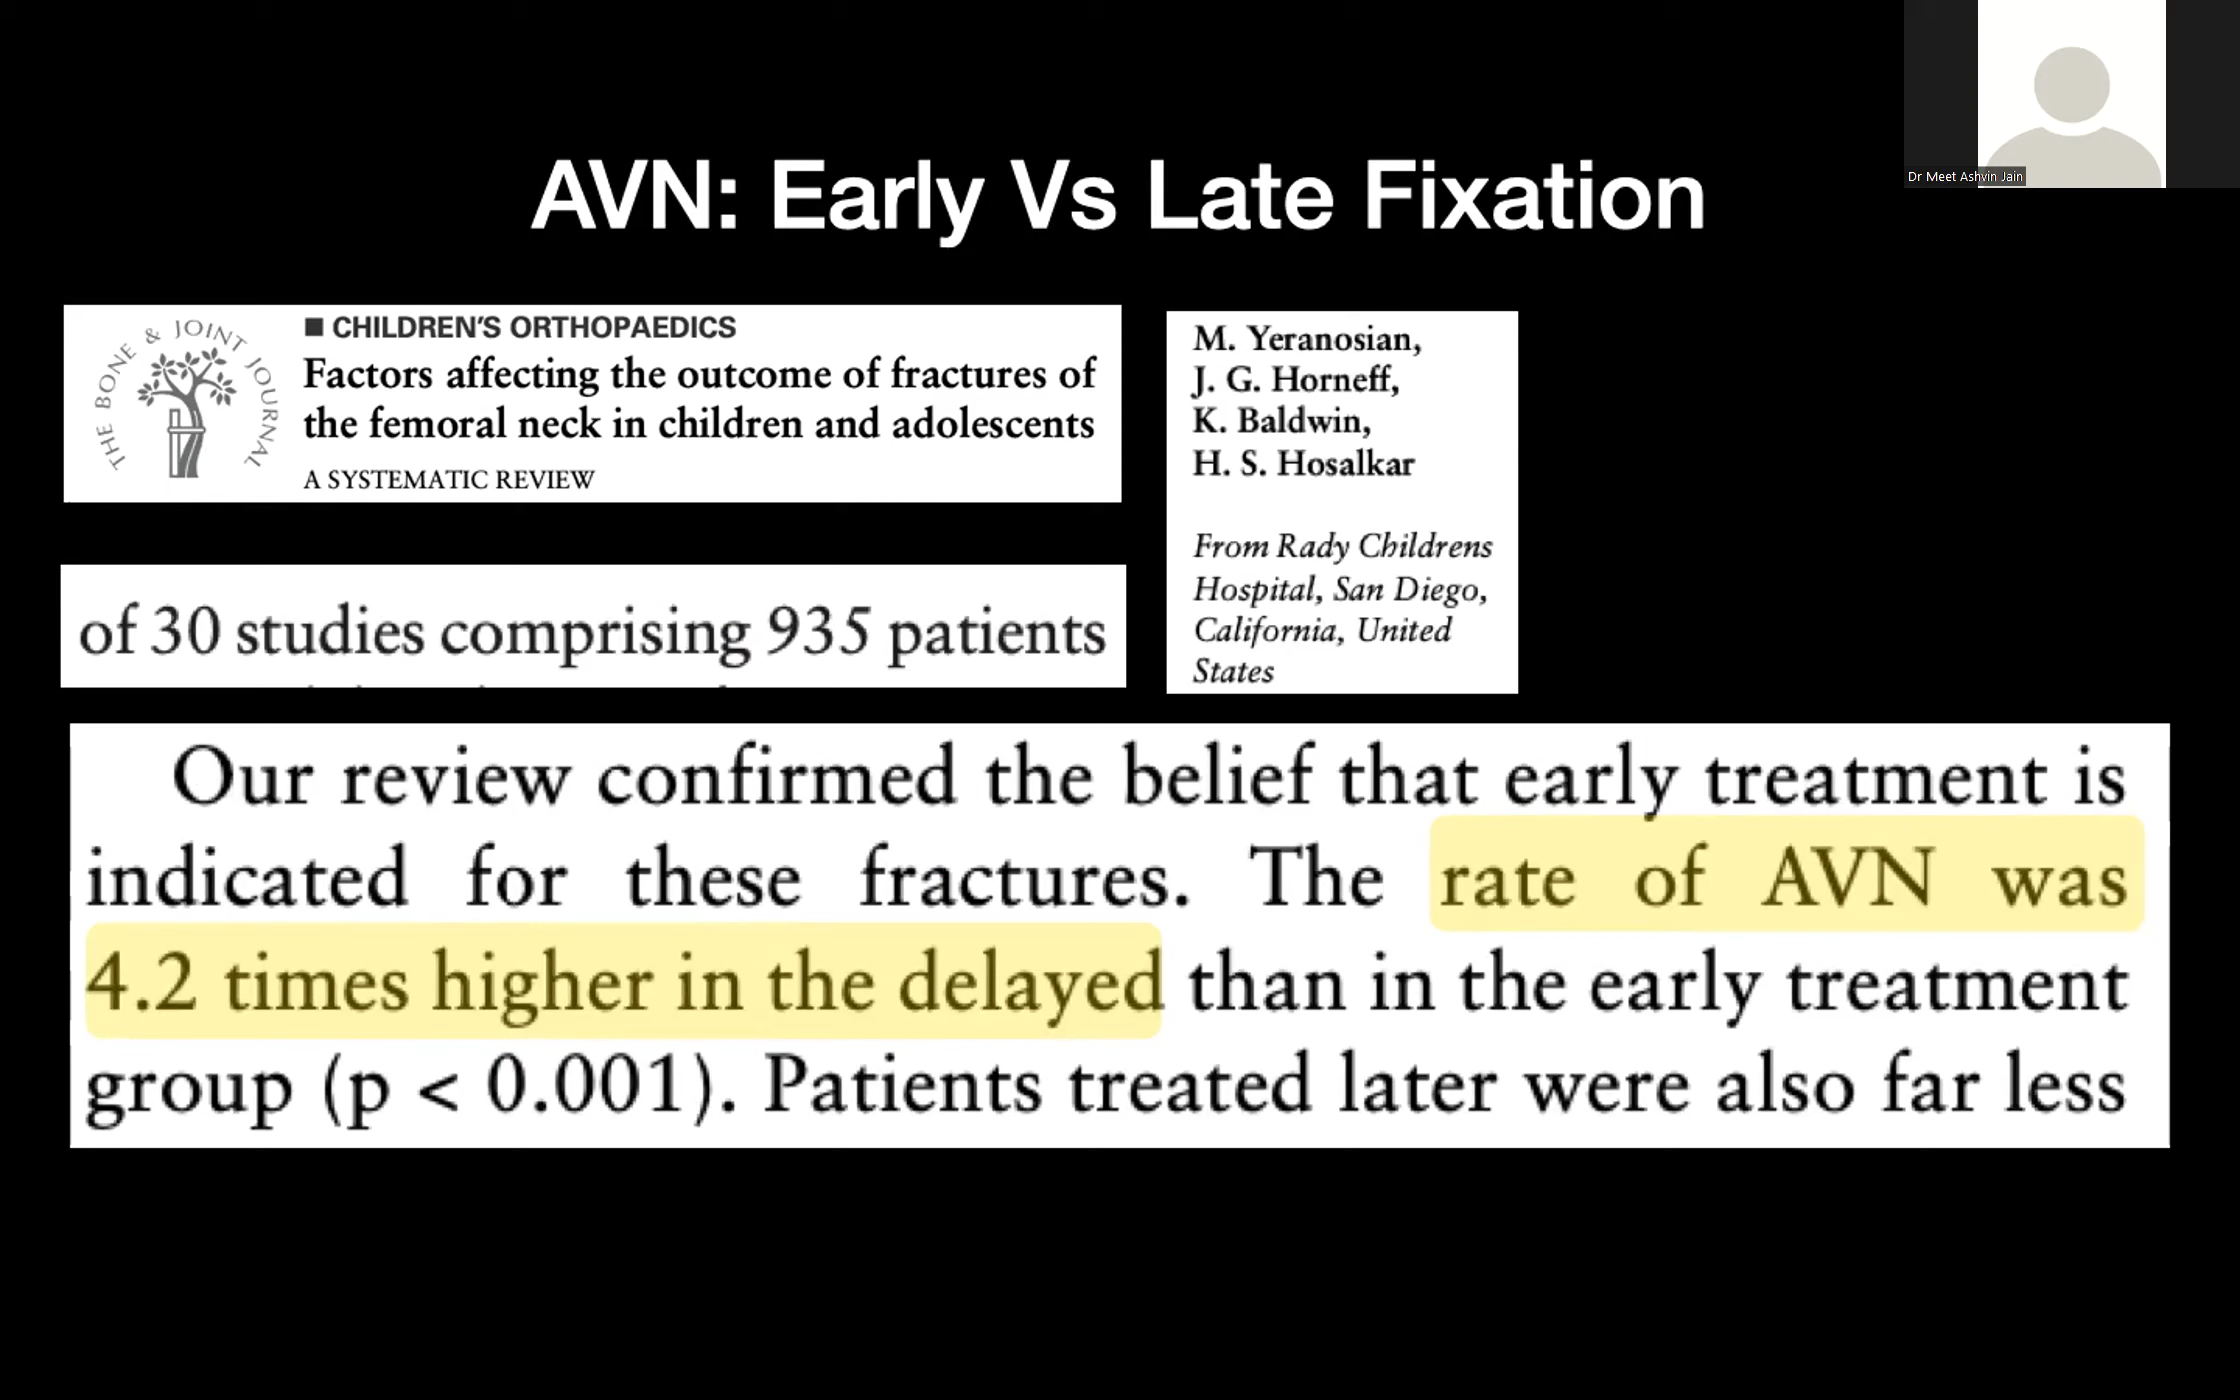 Dr Meet Ashvin Jain
AVN: Early Vs Late Fixation
THE BONE & JOINT JOURNAL
■ CHILDREN'S ORTHOPAEDICS
Factors affecting the outcome of fractures of
the femoral neck in children and adolescents
A SYSTEMATIC REVIEW
M. Yeranosian,
J. G. Horneff,
K. Baldwin,
H. S. Hosalkar
From Rady Childrens
Hospital, San Diego,
California, United
States
of 30 studies comprising 935 patients
Our review confirmed the belief that early treatment is
indicated for these fractures. The rate of AVN was
4.2 times higher in the delayed than in the early treatment
group (p < 0.001). Patients treated later were also far less